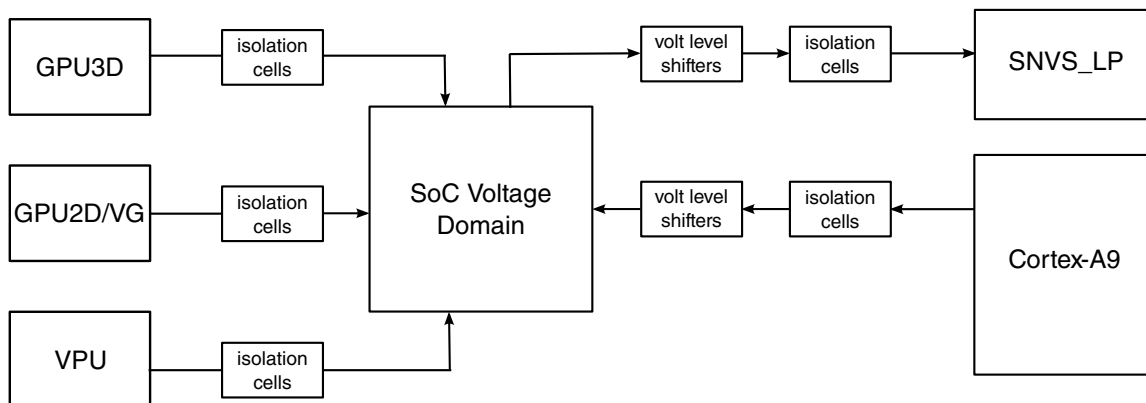 GPU3D
isolation
cells
volt level
shifters
isolation
cells
SNVS_LP
GPU2D/VG
isolation
cells
SoC Voltage
Domain
volt level
shifters
isolation
cells
Cortex-A9
VPU
isolation
cells